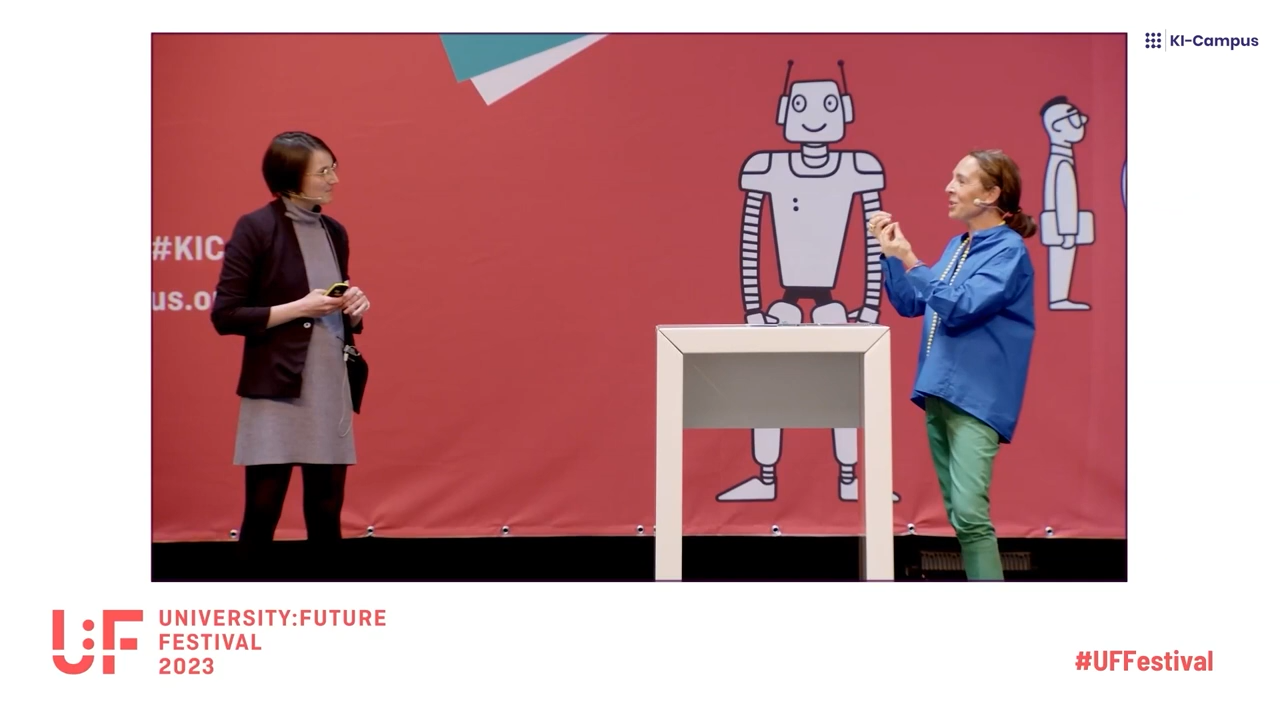 KI-Campus
#KIC
us.o
UNIVERSITY:FUTURE
FESTIVAL
2023
#UFFestival